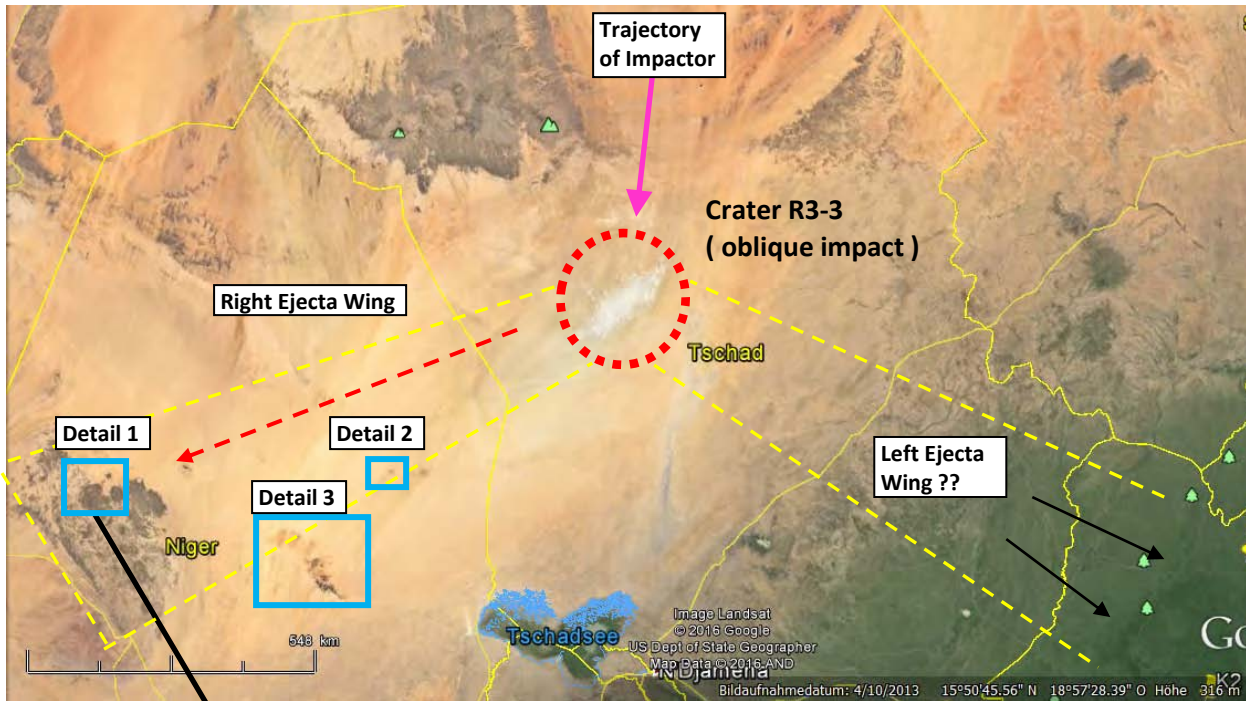 Trajectory
of Impactor
Crater R3-3
( oblique impact )
Right Ejecta Wing
Tschad
Detail 1
Detail 2
Left Ejecta
Wing ??
Detail 3
Niger
548 km
Image Landsat
© 2016 Google
US Dept of State Geographer
Map Data © 2016 AND
Tschadsee
N'Djamena
Go
K2
Bildaufnahmedatum: 4/10/2013 15°50'45.56" N 18°57'28.39" O Höhe 316 m